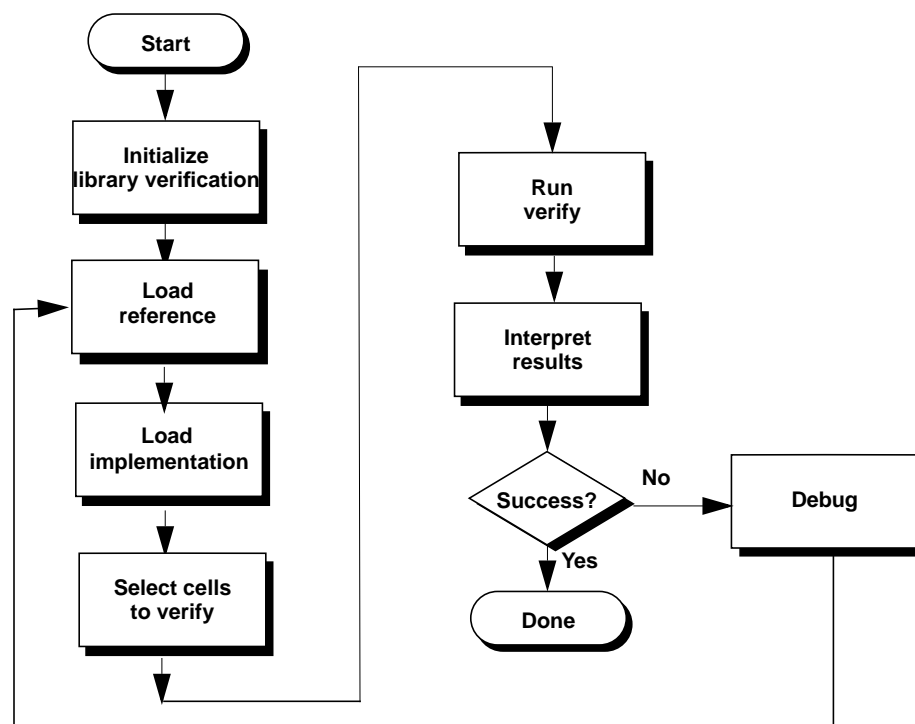 Start
Initialize
library verification
Load
reference
Load
implementation
Select cells
to verify
Run
verify
Interpret
results
Success?
No
Yes
Debug
Done